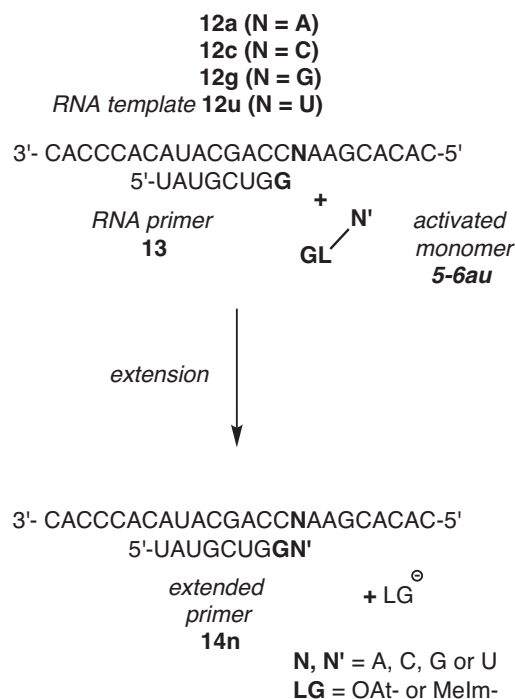 12a (N = A)
12c (N = C)
12g (N = G)
RNA template 12u (N = U)
3'- CACCCACAUACGACCNAAGCACAC-5'
5'-UAUGCUGG
+
RNA primer
13
N'
GL
activated
monomer
5-6au
extension
3'- CACCCACAUACGACCNAAGCACAC-5'
5'-UAUGCUGGN'
extended
primer
14n
+ LG⊖
N, N' = A, C, G or U
LG = OAt- or MeIm-